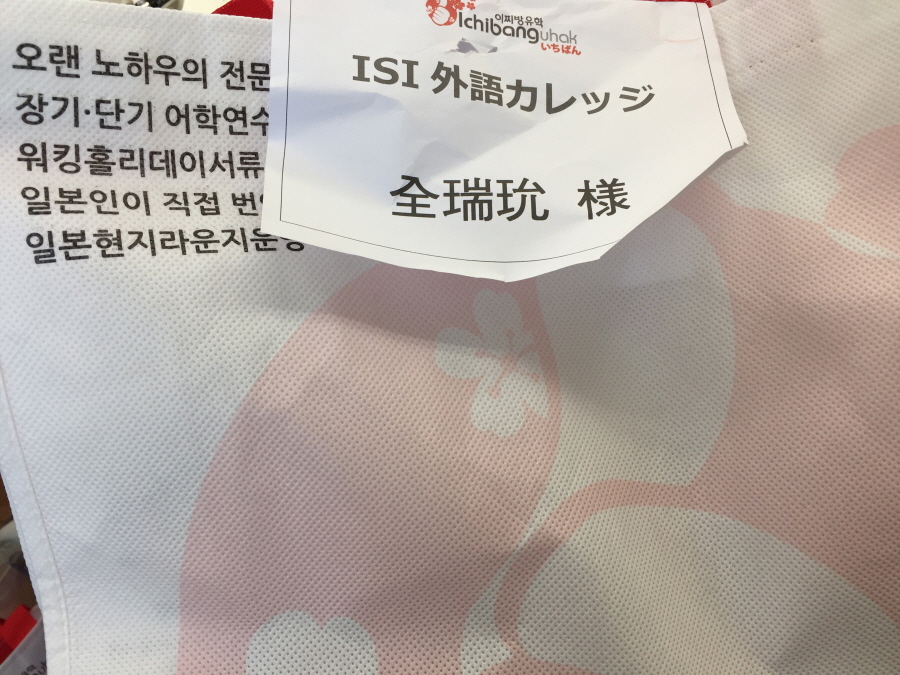 이찌방유학
Ichibanguhak
いちばん
ISI 外語カレッジ
全瑞玧 様
오랜 노하우의 전문
장기·단기 어학연수
워킹홀리데이서류
일본인이 직접
일본현지라운지운영